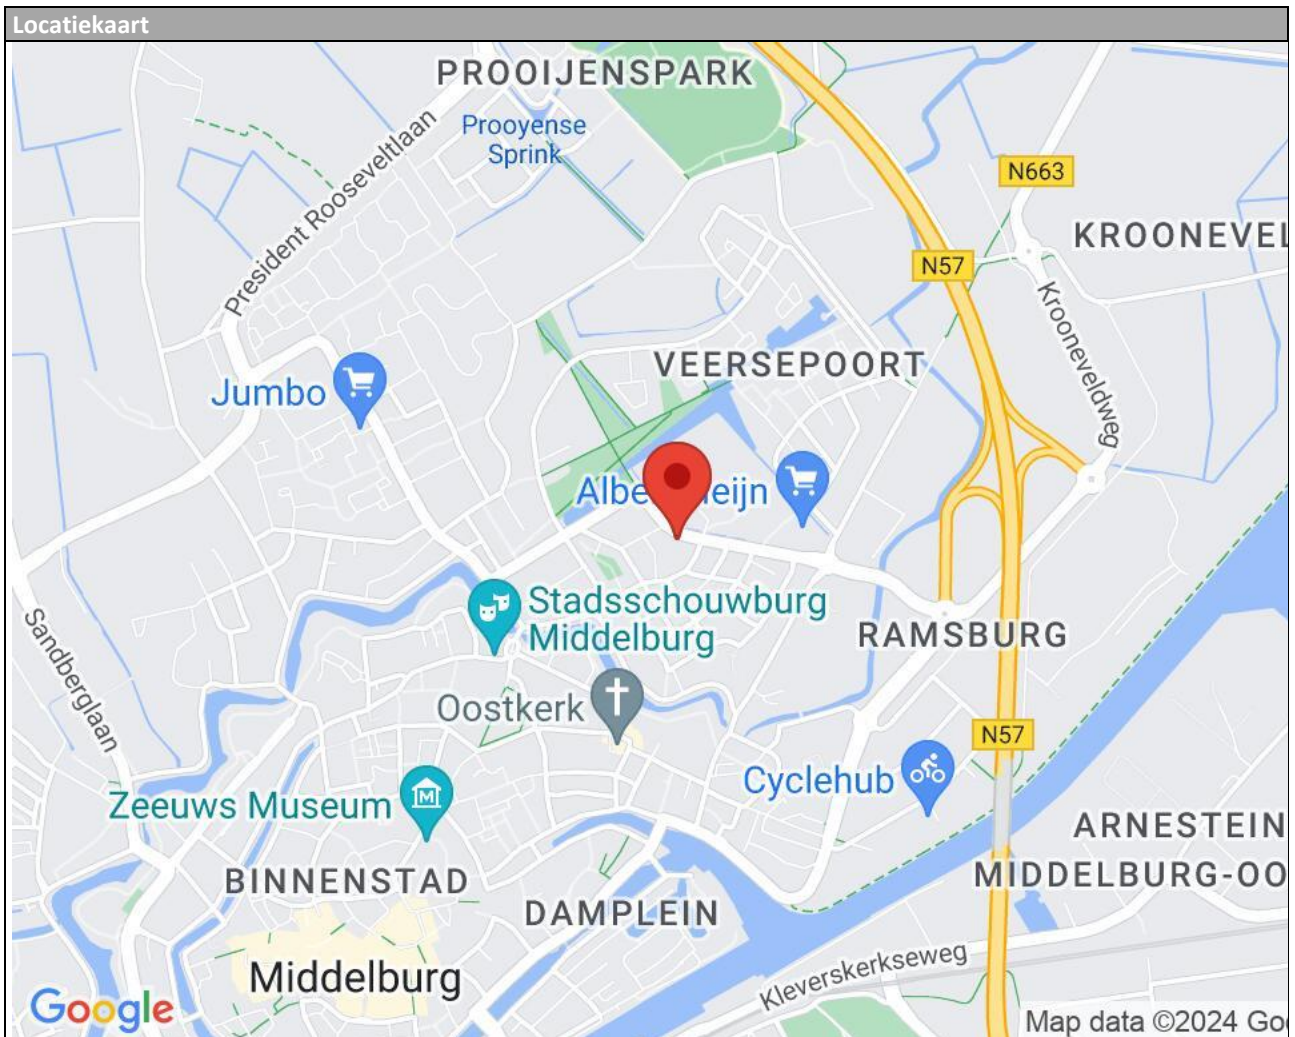 Locatiekaart
PROOIJENSPARK
Prooyense
Sprink
President Rooseveltlaan
N663
KROONEVEL
N57
Krooneveldweg
VEERSEPOORT
Jumbo
Albe
eijn
Stadsschouwburg
Middelburg
RAMSBURG
Sandberglaan
Oostkerk
N57
Cyclehub
Zeeuws Museum
M
ARNESTEIN
MIDDELBURG-OO
BINNENSTAD
DAMPLEIN
Middelburg
Kleverskerkseweg
Google
Map data ©2024 Goo